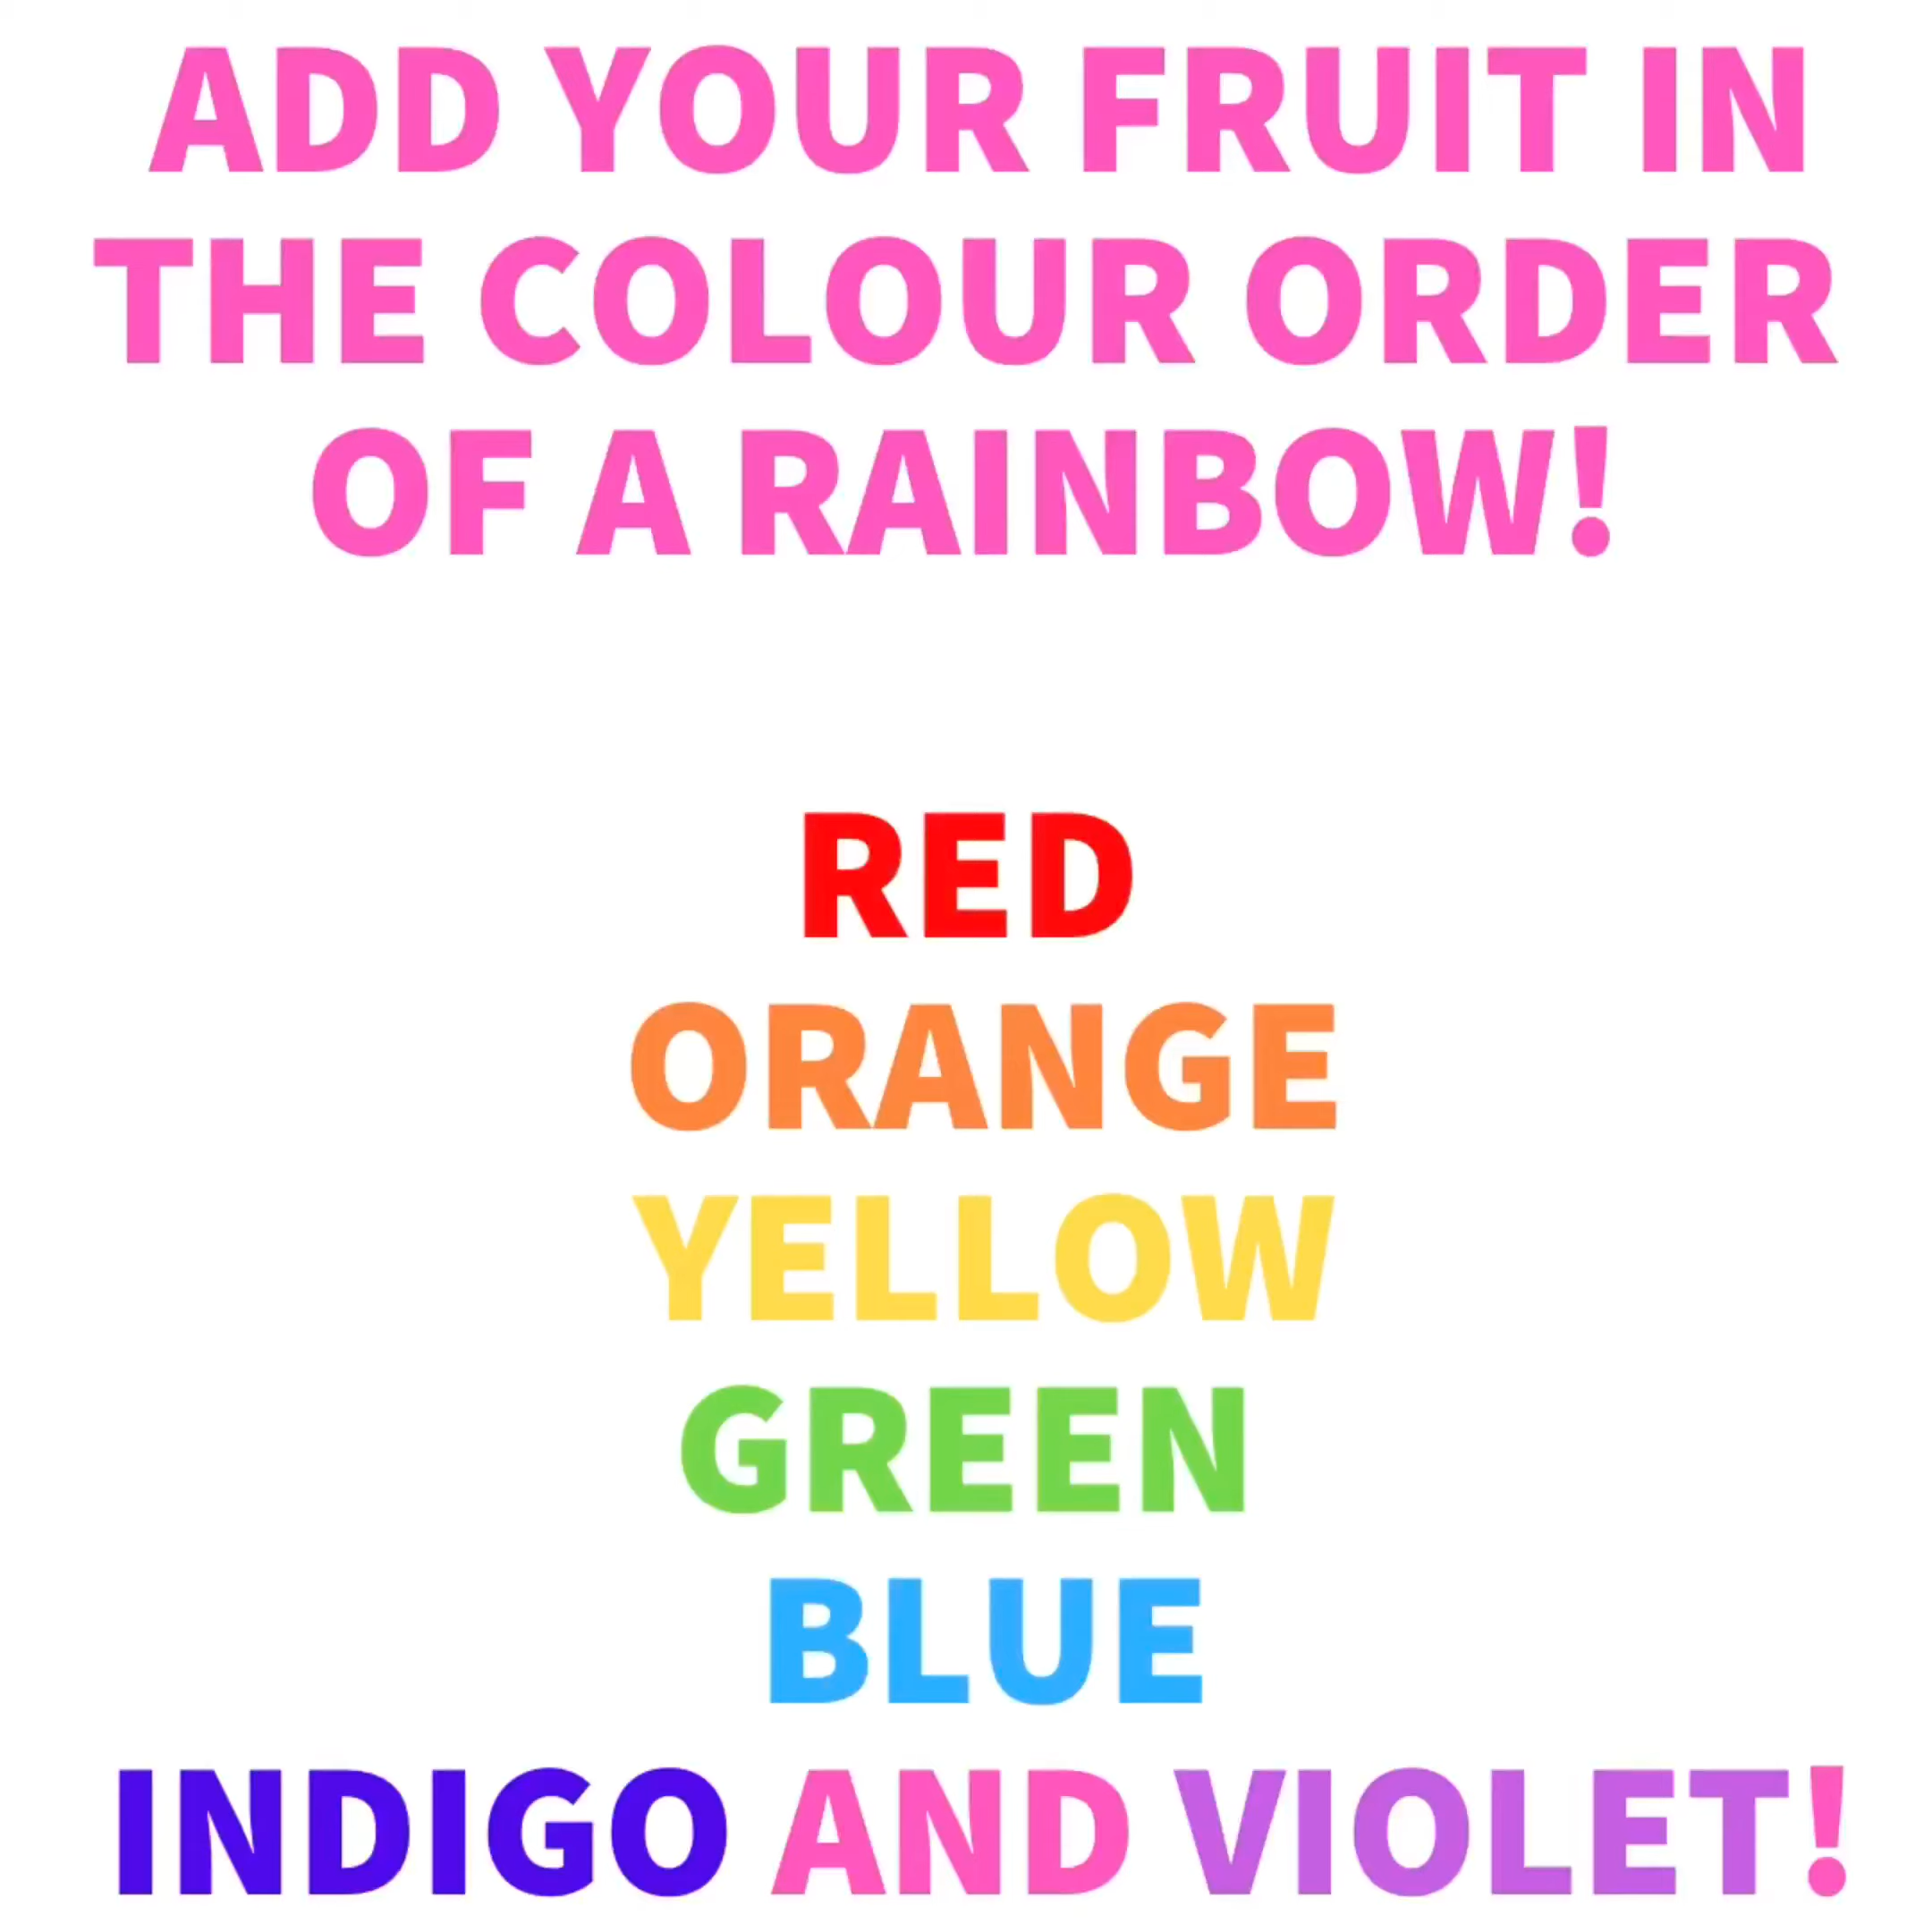 ADD YOUR FRUIT IN
THE COLOUR ORDER
OF A RAINBOW!
RED
ORANGE
YELLOW
GREEN
BLUE
INDIGO AND VIOLET!